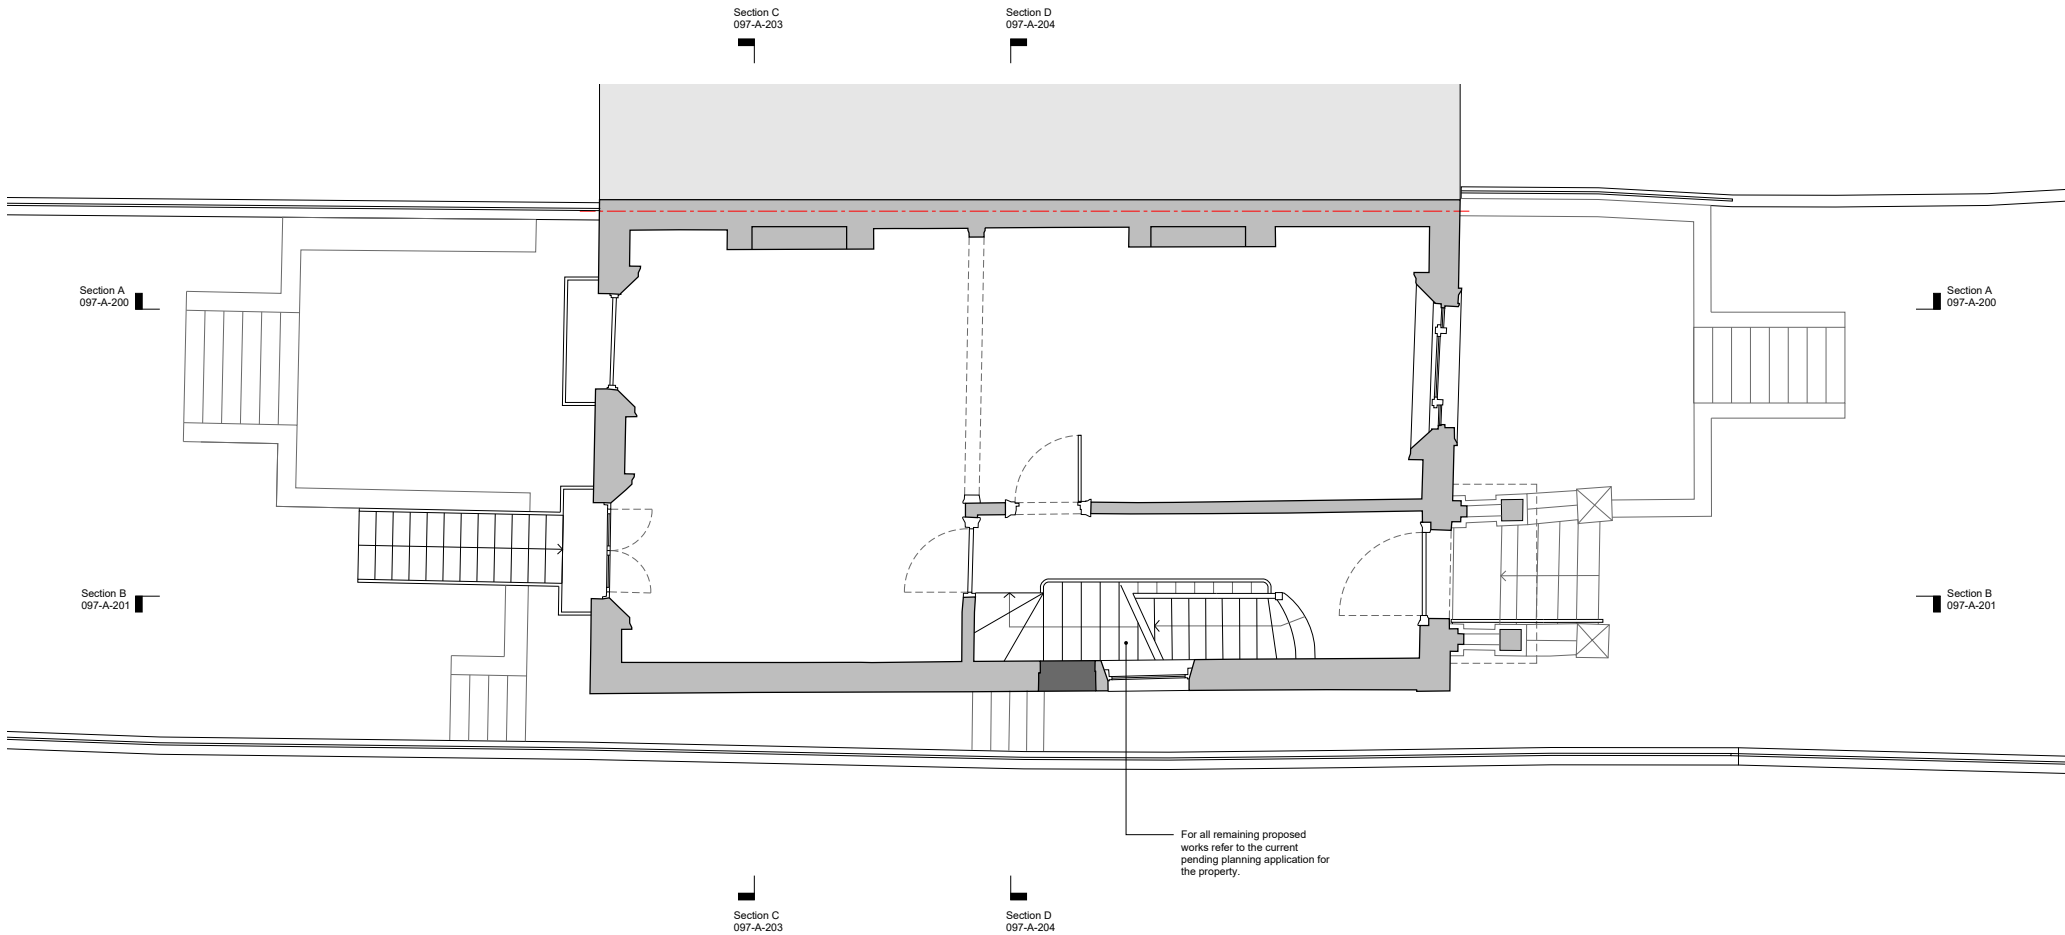 Section C
097-A-203
Section D
097-A-204
Section A
097-A-200
Section A
097-A-200
Section B
097-A-201
Section B
097-A-201
For all remaining proposed
works refer to the current
pending planning application for
the property.
Section C
097-A-203
Section D
097-A-204